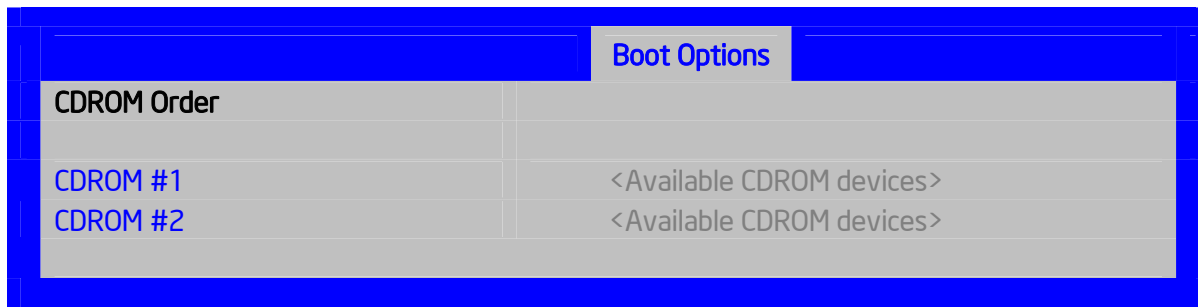 Boot Options
CDROM Order
CDROM #1 <Available CDROM devices>
CDROM #2 <Available CDROM devices>